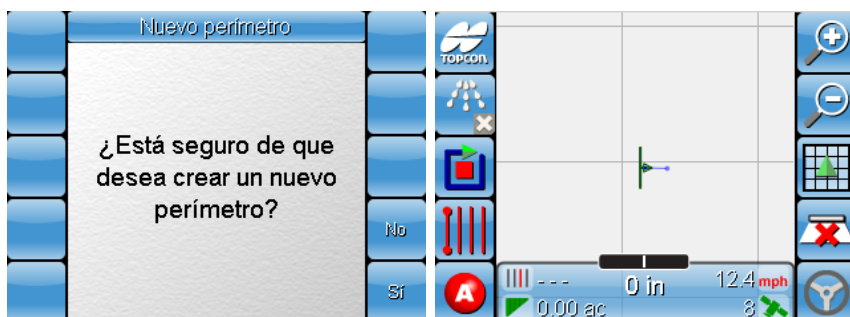 Nuevo perímetro
¿Está seguro de que
desea crear un nuevo
perímetro?
No
Sí
TOPCON
A
---
0.00 ac
0 in
12.4 mph
8